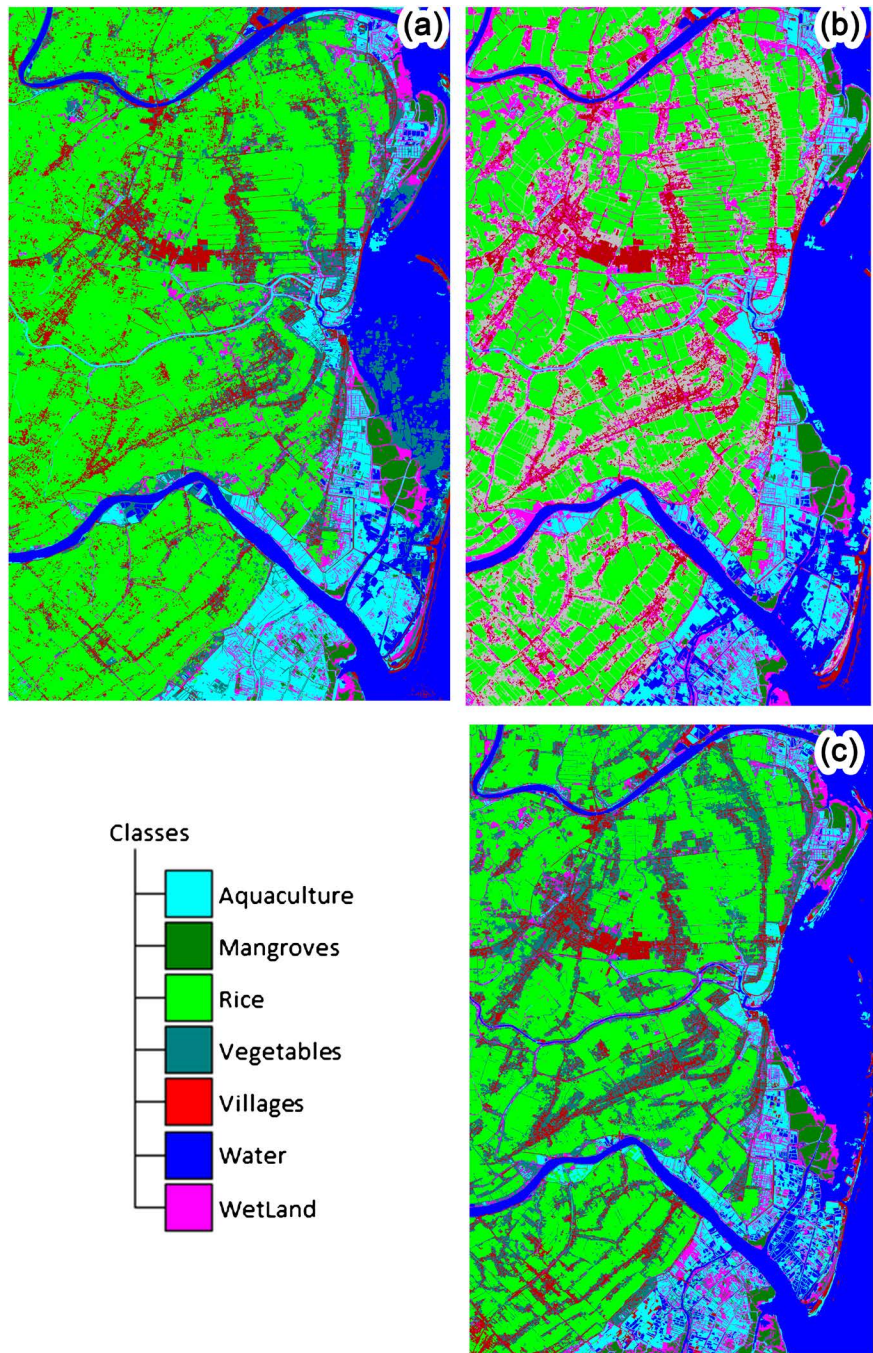 (a)
(b)
(c)
Classes
Aquaculture
Mangroves
Rice
Vegetables
Villages
Water
WetLand